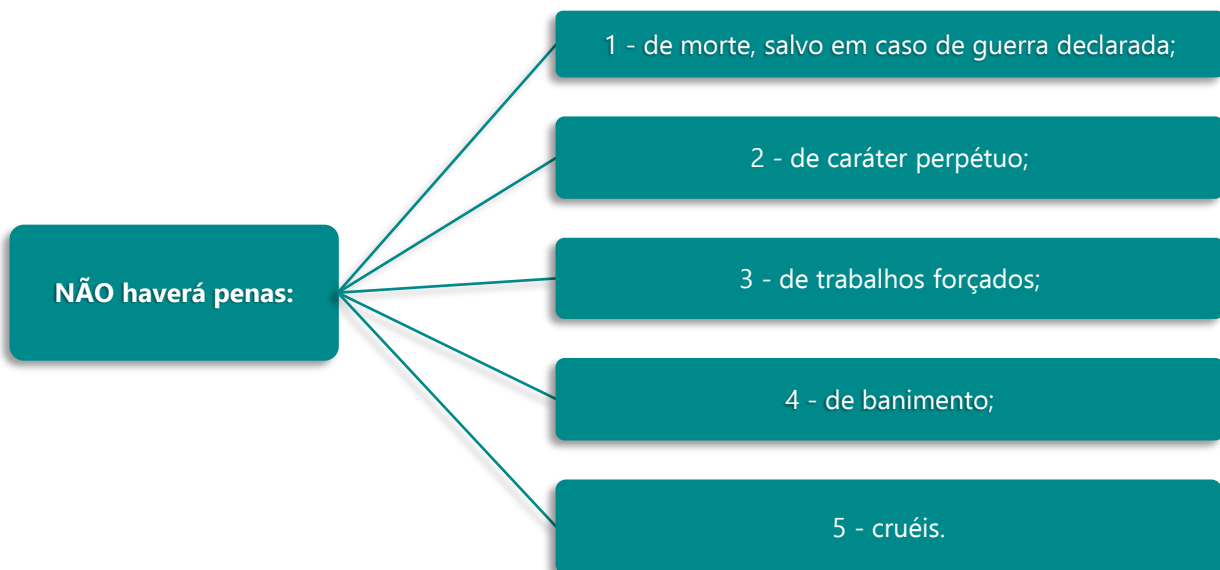 NÃO haverá penas:
1 - de morte, salvo em caso de guerra declarada;
2 - de caráter perpétuo;
3 - de trabalhos forçados;
4 - de banimento;
5 - cruéis.